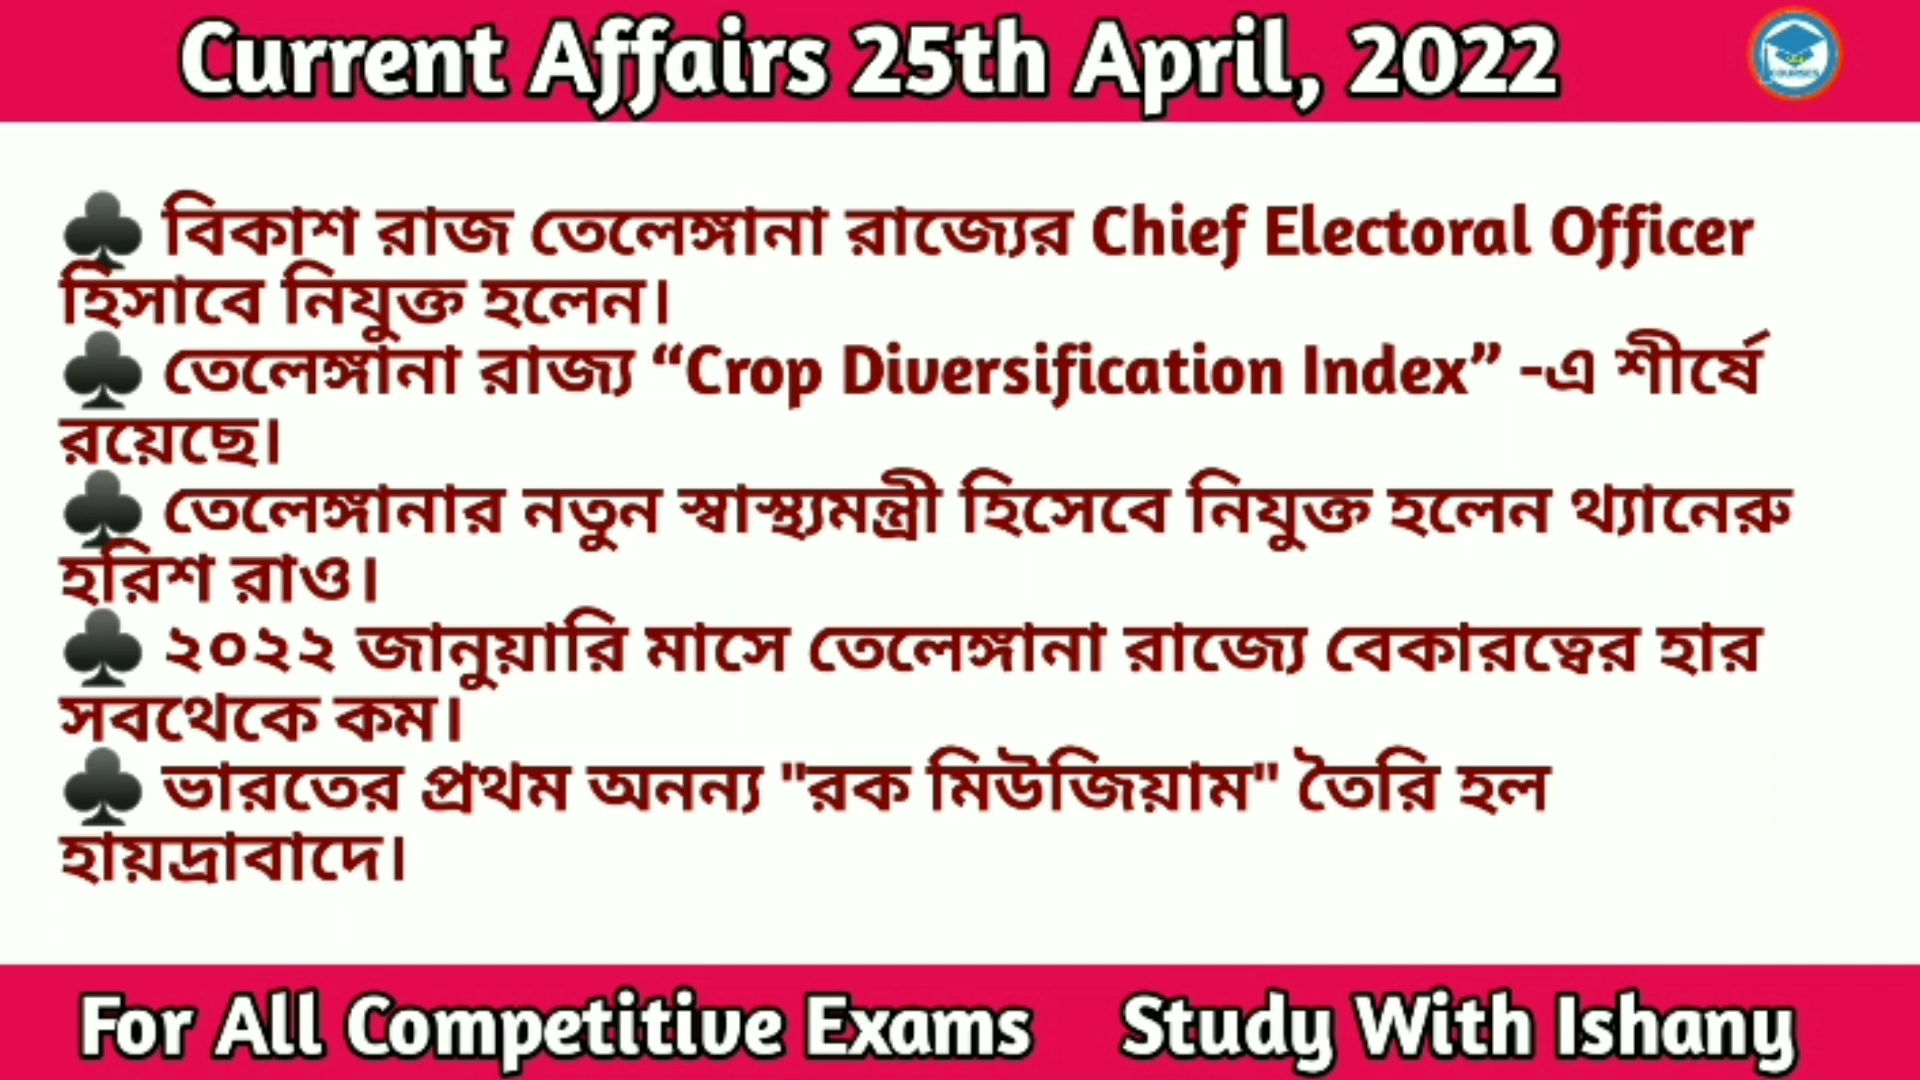 Current Affairs 25th April, 2022
♣ বিকাশ রাজ তেলেঙ্গানা রাজ্যের Chief Electoral Officer
হিসাবে নিযুক্ত হলেন।
♣ তেলেঙ্গানা রাজ্য “Crop Diversification Index” -এ শীর্ষে
রয়েছে।
♣ তেলেঙ্গানার নতুন স্বাস্থ্যমন্ত্রী হিসেবে নিযুক্ত হলেন থ্যানেরু
হরিশ রাও।
♣ ২০২২ জানুয়ারি মাসে তেলেঙ্গানা রাজ্যে বেকারত্বের হার
সবথেকে কম।
♣ ভারতের প্রথম অনন্য "রক মিউজিয়াম" তৈরি হল
হায়দ্রাবাদে।
For All Competitive Exams Study With Ishany